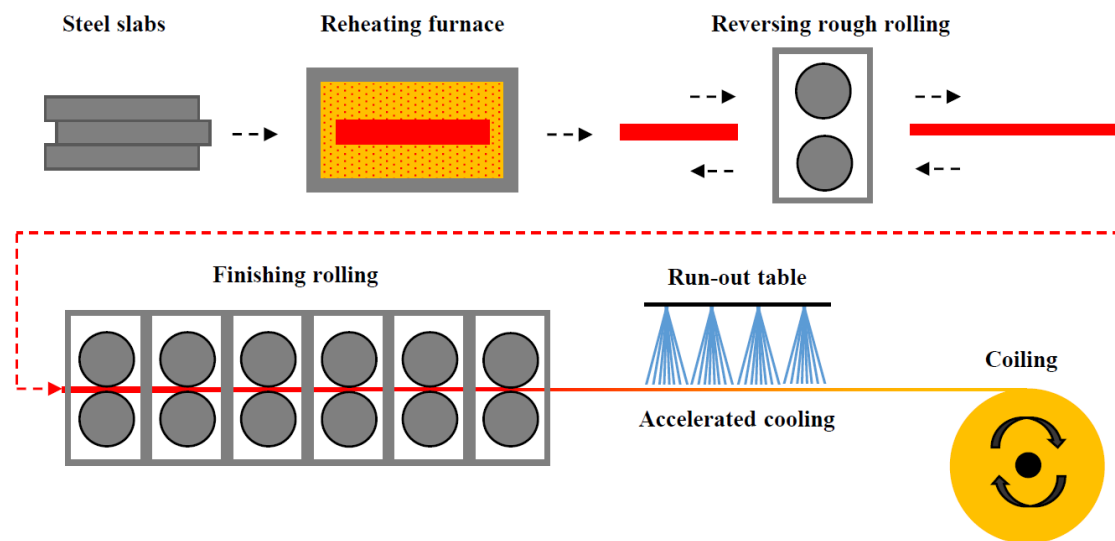 Steel slabs
Reheating furnace
Reversing rough rolling
Finishing rolling
Run-out table
Coiling
Accelerated cooling